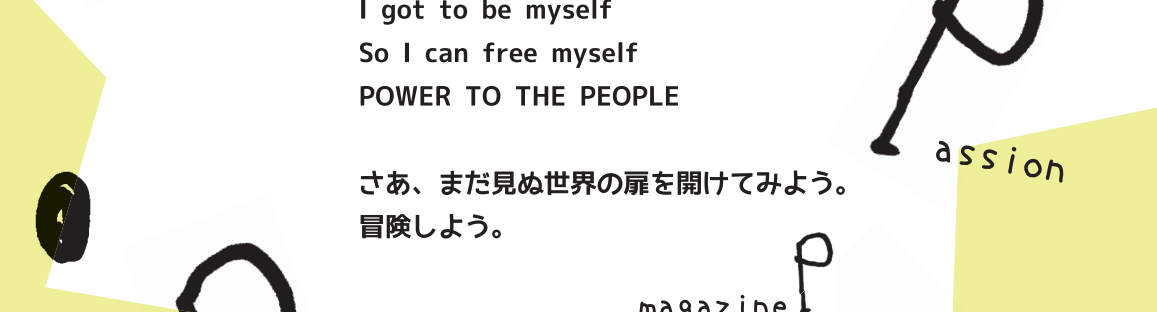 I got to be myself
So I can free myself
POWER TO THE PEOPLE
さあ、まだ見ぬ世界の扉を開けてみよう。
冒険しよう。
Passion
magazine P